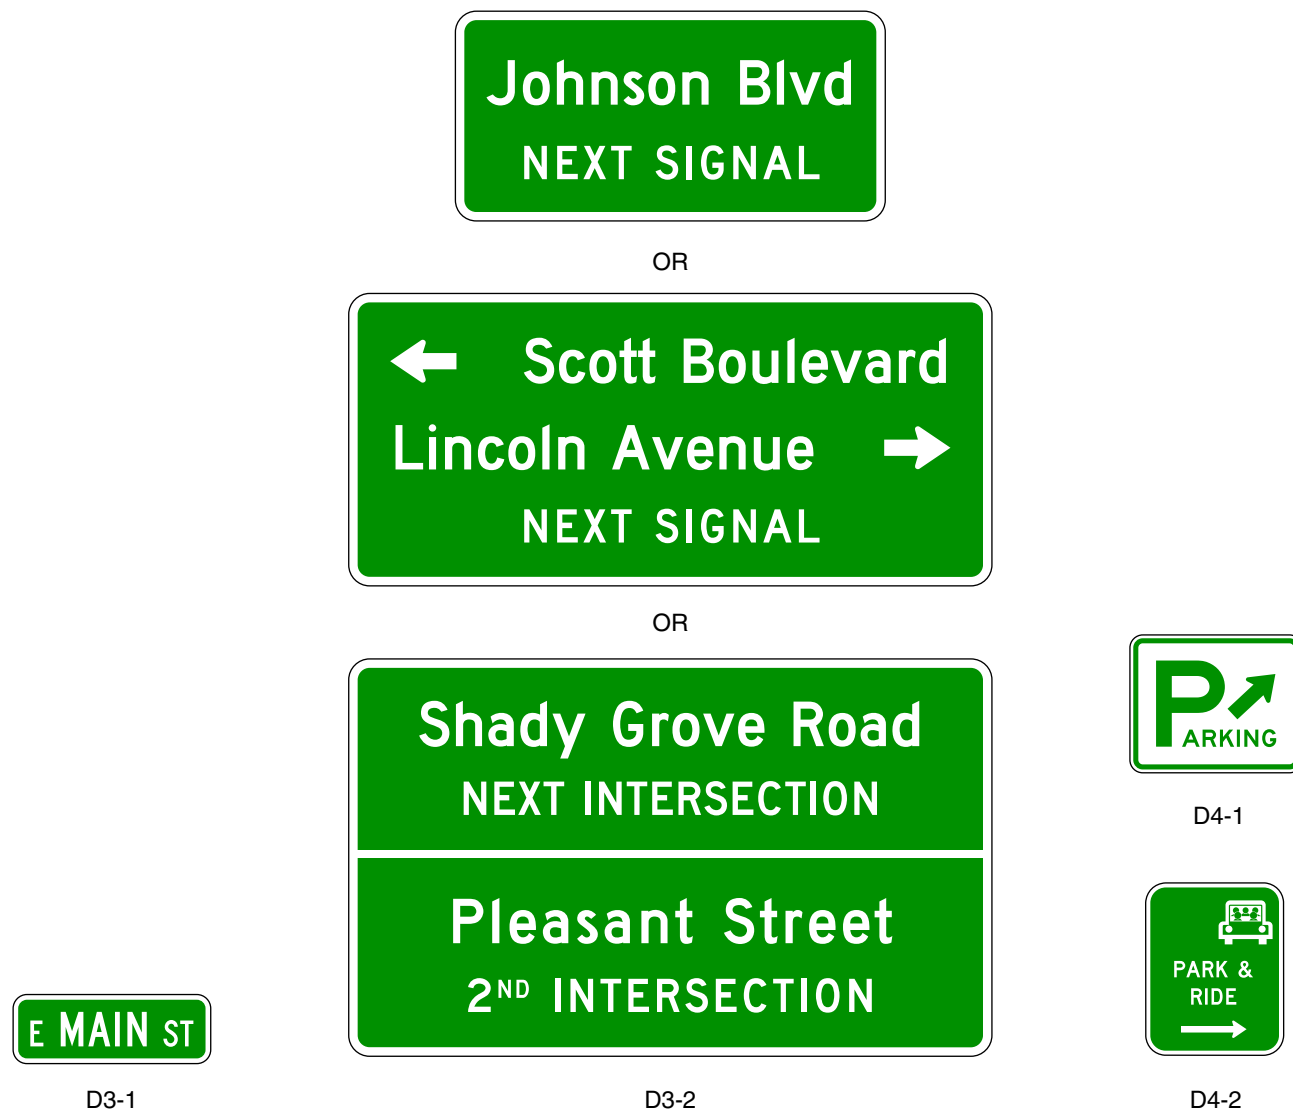 Johnson Blvd
NEXT SIGNAL
OR
Scott Boulevard
Lincoln Avenue
NEXT SIGNAL
OR
Shady Grove Road
NEXT INTERSECTION
Pleasant Street
2ND INTERSECTION
E MAIN ST
D3-1
D3-2
PARKING
D4-1
PARK &
RIDE
D4-2